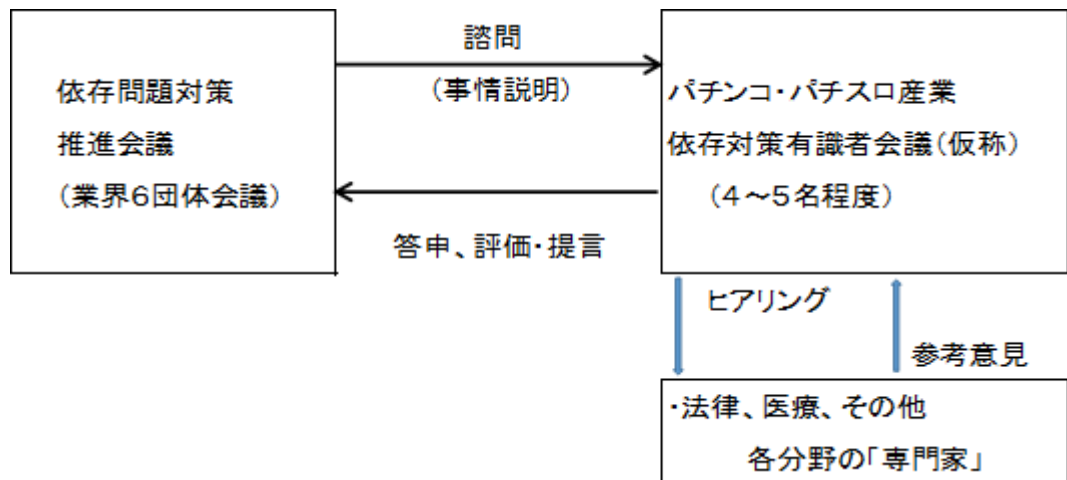 依存問題対策
推進会議
(業界6団体会議)
諮問
(事情説明)
答申、評価・提言
パチンコ・パチスロ産業
依存対策有識者会議(仮称)
(4~5名程度)
ヒアリング
参考意見
・法律、医療、その他
各分野の「専門家」